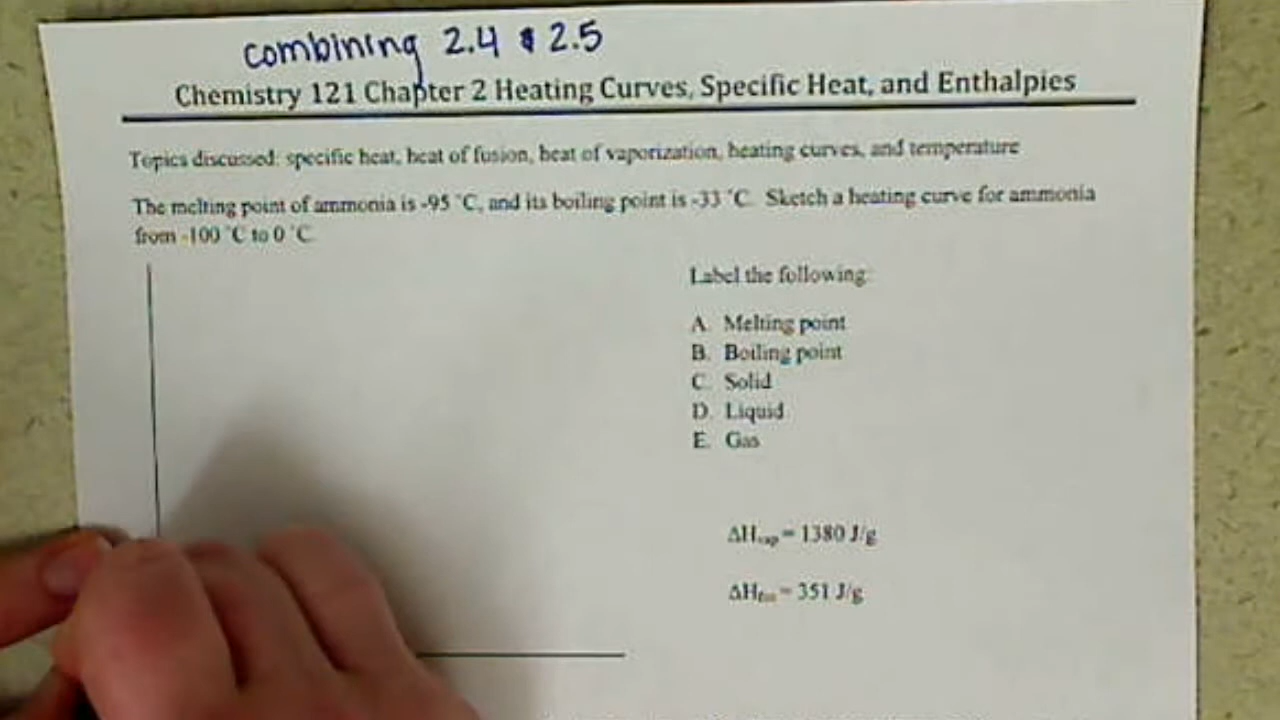 combining 2.4 & 2.5
Chemistry 121 Chapter 2 Heating Curves, Specific Heat, and Enthalpies
Topics discussed: specific heat, heat of fusion, heat of vaporization, heating curves, and temperature
The melting point of ammonia is -95 °C, and its boiling point is -33 °C. Sketch a heating curve for ammonia
from -100 °C to 0 °C.
Label the following:
A. Melting point
B. Boiling point
C. Solid
D. Liquid
E. Gas
ΔHvap = 1380 J/g
ΔHfus = 351 J/g